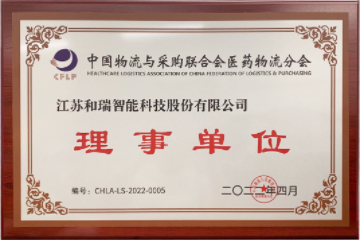 CFLP
中国物流与采购联合会医药物流分会
HEALTHCARE LOGISTICS ASSOCIATION OF CHINA FEDERATION OF LOGISTICS & PURCHASING
江苏和瑞智能科技股份有限公司
理事单位
编号：CHLA-LS-2022-0005
二〇二二年四月